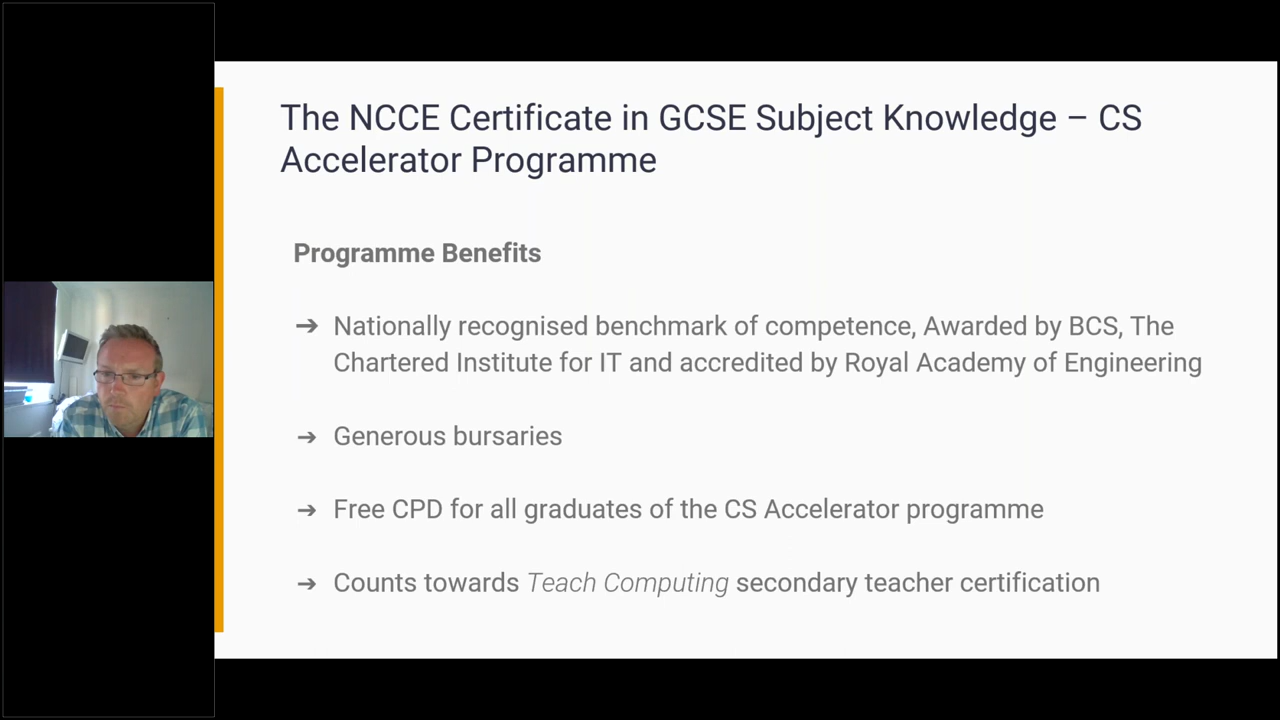 The NCCE Certificate in GCSE Subject Knowledge – CS
Accelerator Programme
Programme Benefits
➔ Nationally recognised benchmark of competence, Awarded by BCS, The
Chartered Institute for IT and accredited by Royal Academy of Engineering
➔ Generous bursaries
➔ Free CPD for all graduates of the CS Accelerator programme
➔ Counts towards Teach Computing secondary teacher certification